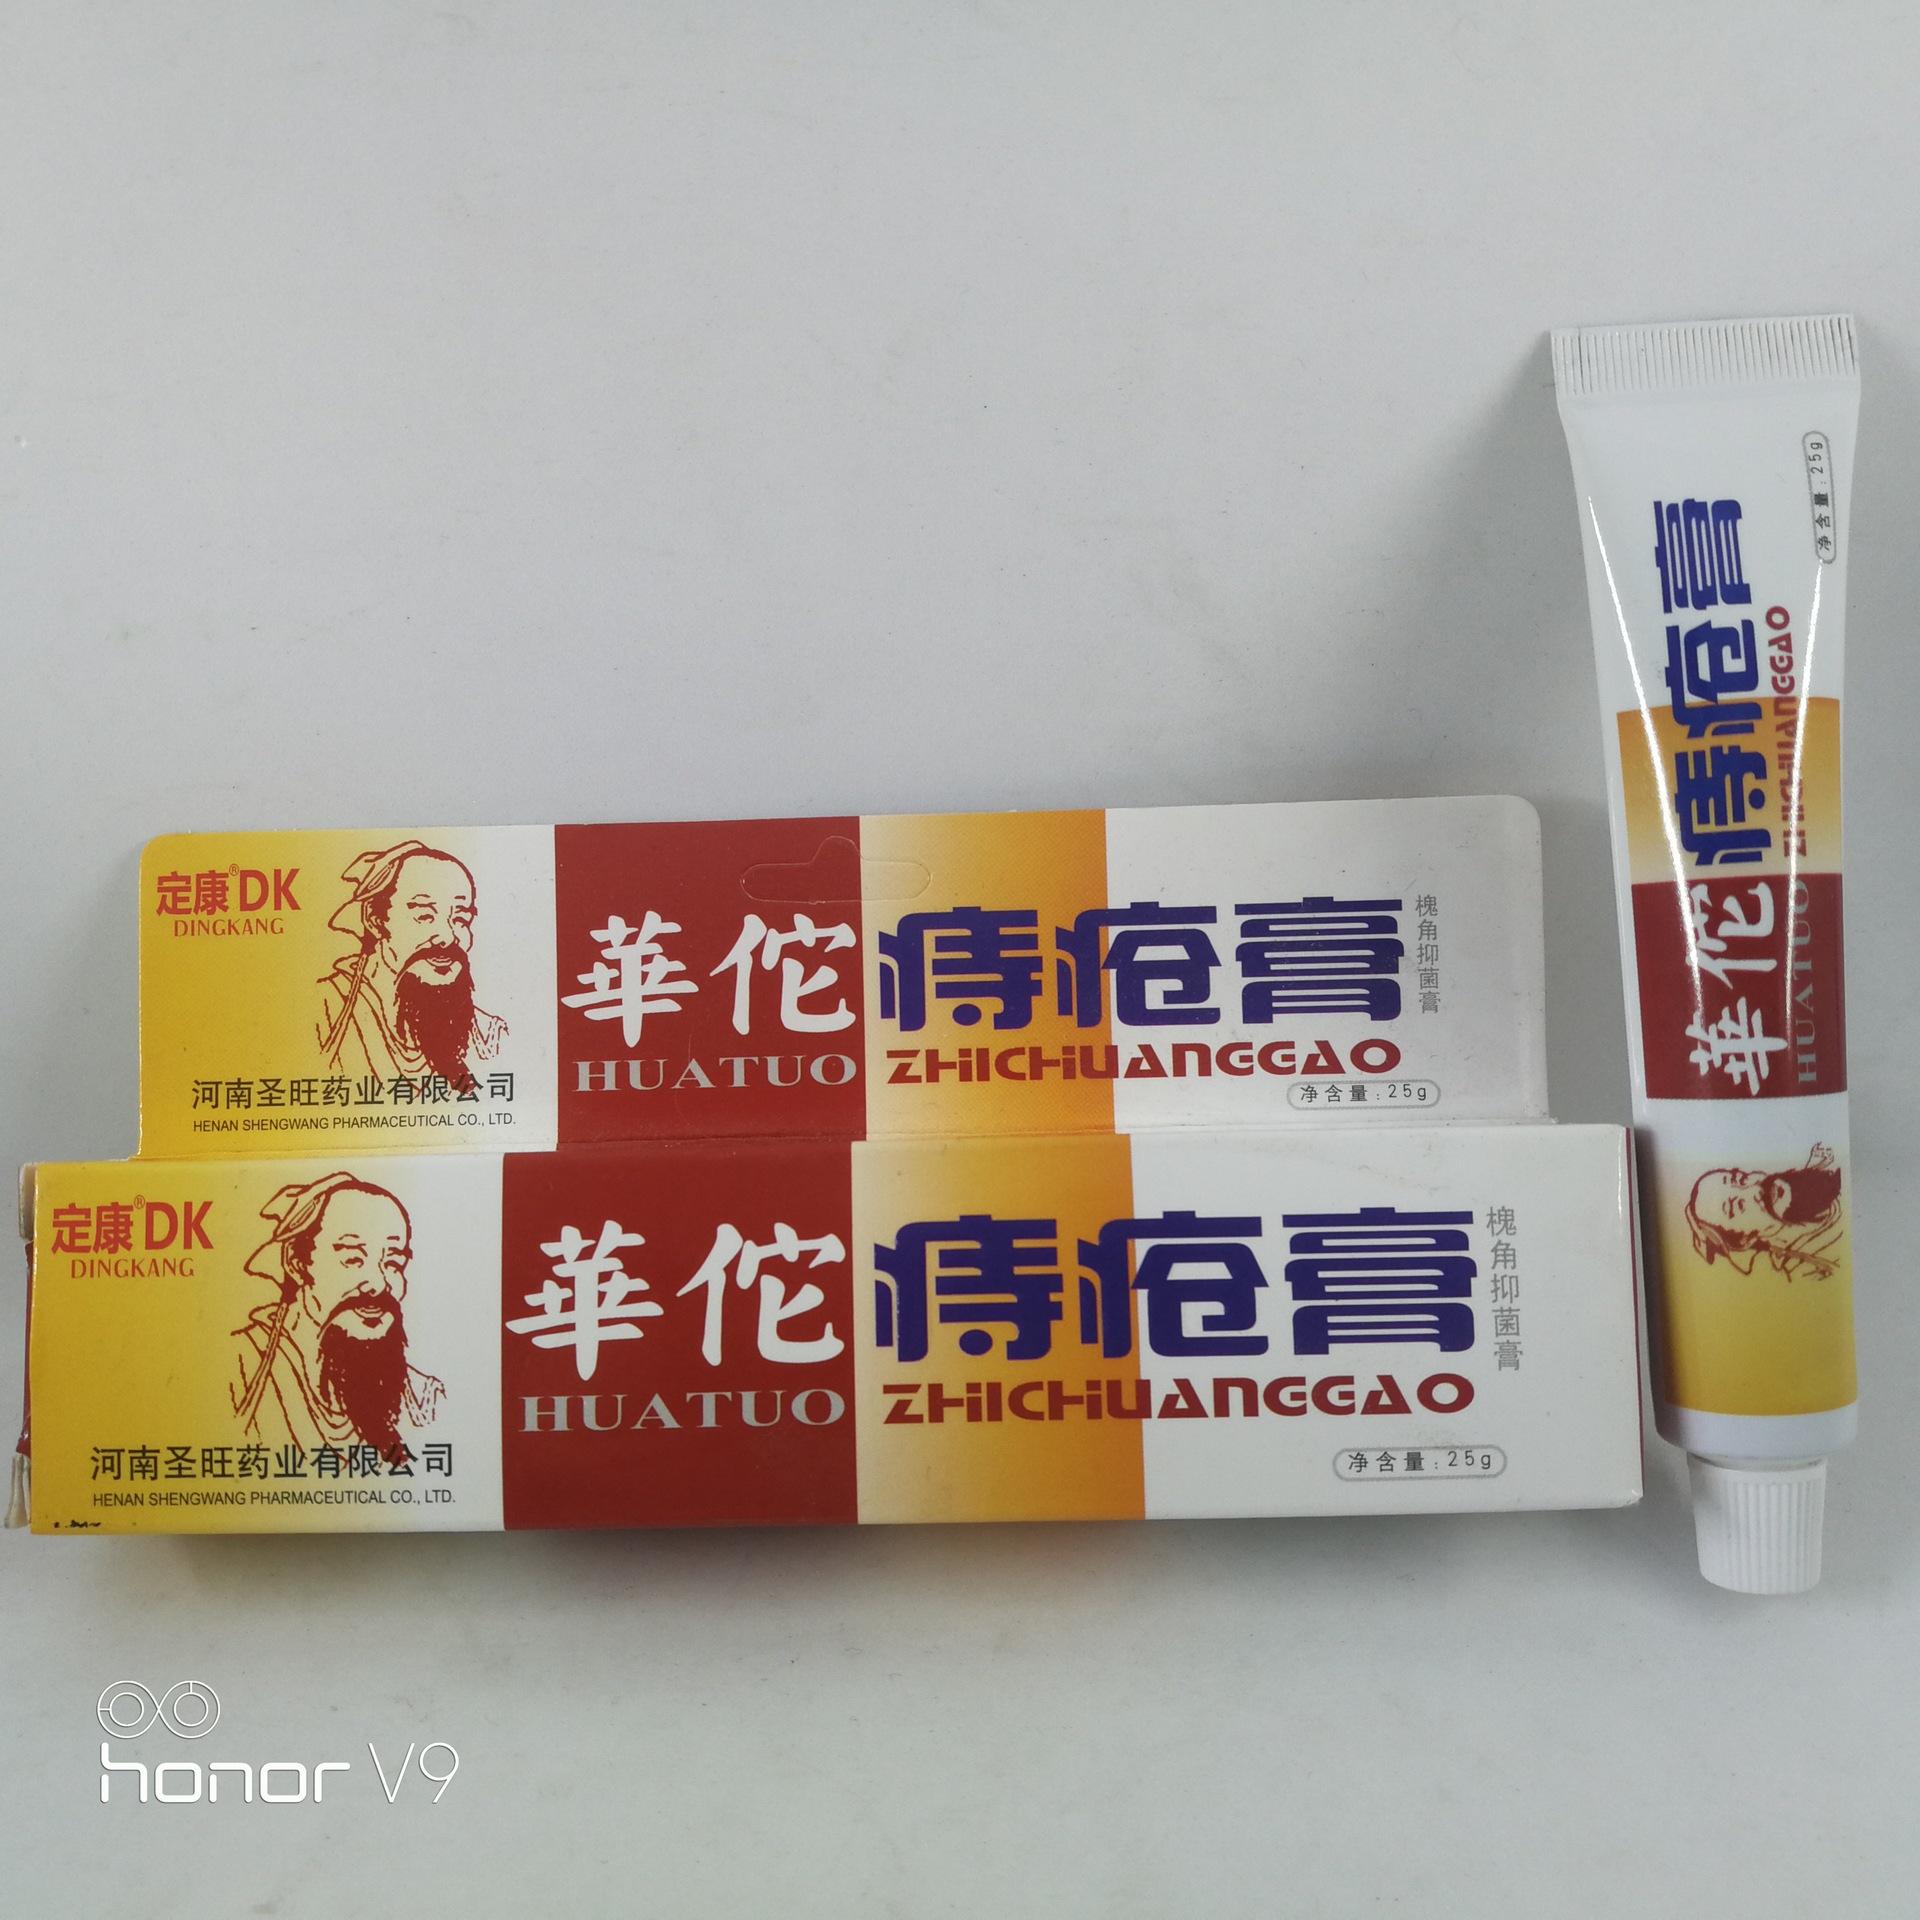 定康®DK
DINGKANG
河南圣旺药业有限公司
HENAN SHENGWANG PHARMACEUTICAL CO., LTD.
華佗
HUATUO
痔疮膏
ZHICHUANGGAO
槐角抑菌膏
净含量:25g
定康®DK
DINGKANG
河南圣旺药业有限公司
HENAN SHENGWANG PHARMACEUTICAL CO., LTD.
華佗
HUATUO
痔疮膏
ZHICHUANGGAO
槐角抑菌膏
净含量:25g
華佗
HUATUO
痔疮膏
ZHICHUANGGAO
净含量:25g
honor V9